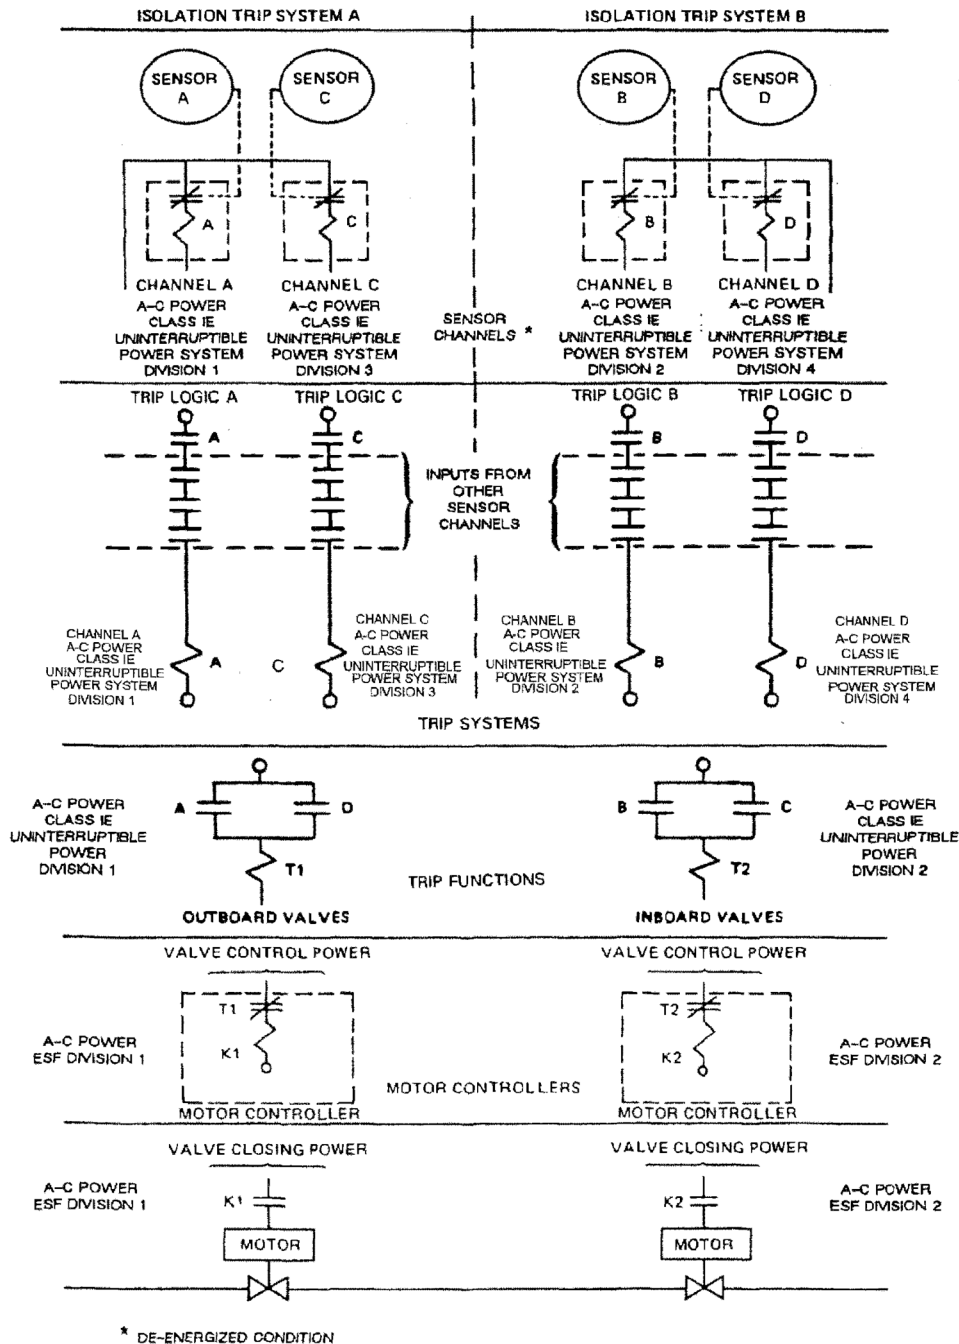 ISOLATION TRIP SYSTEM A
ISOLATION TRIP SYSTEM B
SENSOR
A
SENSOR
C
SENSOR
B
SENSOR
D
A
C
B
D
CHANNEL A
A-C POWER
CLASS IE
UNINTERRUPTIBLE
POWER SYSTEM
DIVISION 1
CHANNEL C
A-C POWER
CLASS IE
UNINTERRUPTIBLE
POWER SYSTEM
DIVISION 3
SENSOR
CHANNELS *
CHANNEL B
A-C POWER
CLASS IE
UNINTERRUPTIBLE
POWER SYSTEM
DIVISION 2
CHANNEL D
A-C POWER
CLASS IE
UNINTERRUPTIBLE
POWER SYSTEM
DIVISION 4
TRIP LOGIC A
TRIP LOGIC C
TRIP LOGIC B
TRIP LOGIC D
A
C
B
D
INPUTS FROM
OTHER
SENSOR
CHANNELS
CHANNEL A
A-C POWER
CLASS IE
UNINTERRUPTIBLE
POWER SYSTEM
DIVISION 1
A
C
CHANNEL C
A-C POWER
CLASS IE
UNINTERRUPTIBLE
POWER SYSTEM
DIVISION 3
CHANNEL B
A-C POWER
CLASS IE
UNINTERRUPTIBLE
POWER SYSTEM
DIVISION 2
B
D
CHANNEL D
A-C POWER
CLASS IE
UNINTERRUPTIBLE
POWER SYSTEM
DIVISION 4
TRIP SYSTEMS
A-C POWER
CLASS IE
UNINTERRUPTIBLE
POWER
DIVISION 1
A
D
T1
OUTBOARD VALVES
TRIP FUNCTIONS
B
C
T2
INBOARD VALVES
A-C POWER
CLASS IE
UNINTERRUPTIBLE
POWER
DIVISION 2
VALVE CONTROL POWER
VALVE CONTROL POWER
A-C POWER
ESF DIVISION 1
T1
K1
MOTOR CONTROLLER
MOTOR CONTROLLERS
T2
K2
MOTOR CONTROLLER
A-C POWER
ESF DIVISION 2
VALVE CLOSING POWER
VALVE CLOSING POWER
A-C POWER
ESF DIVISION 1
K1
MOTOR
K2
MOTOR
A-C POWER
ESF DIVISION 2
* DE-ENERGIZED CONDITION